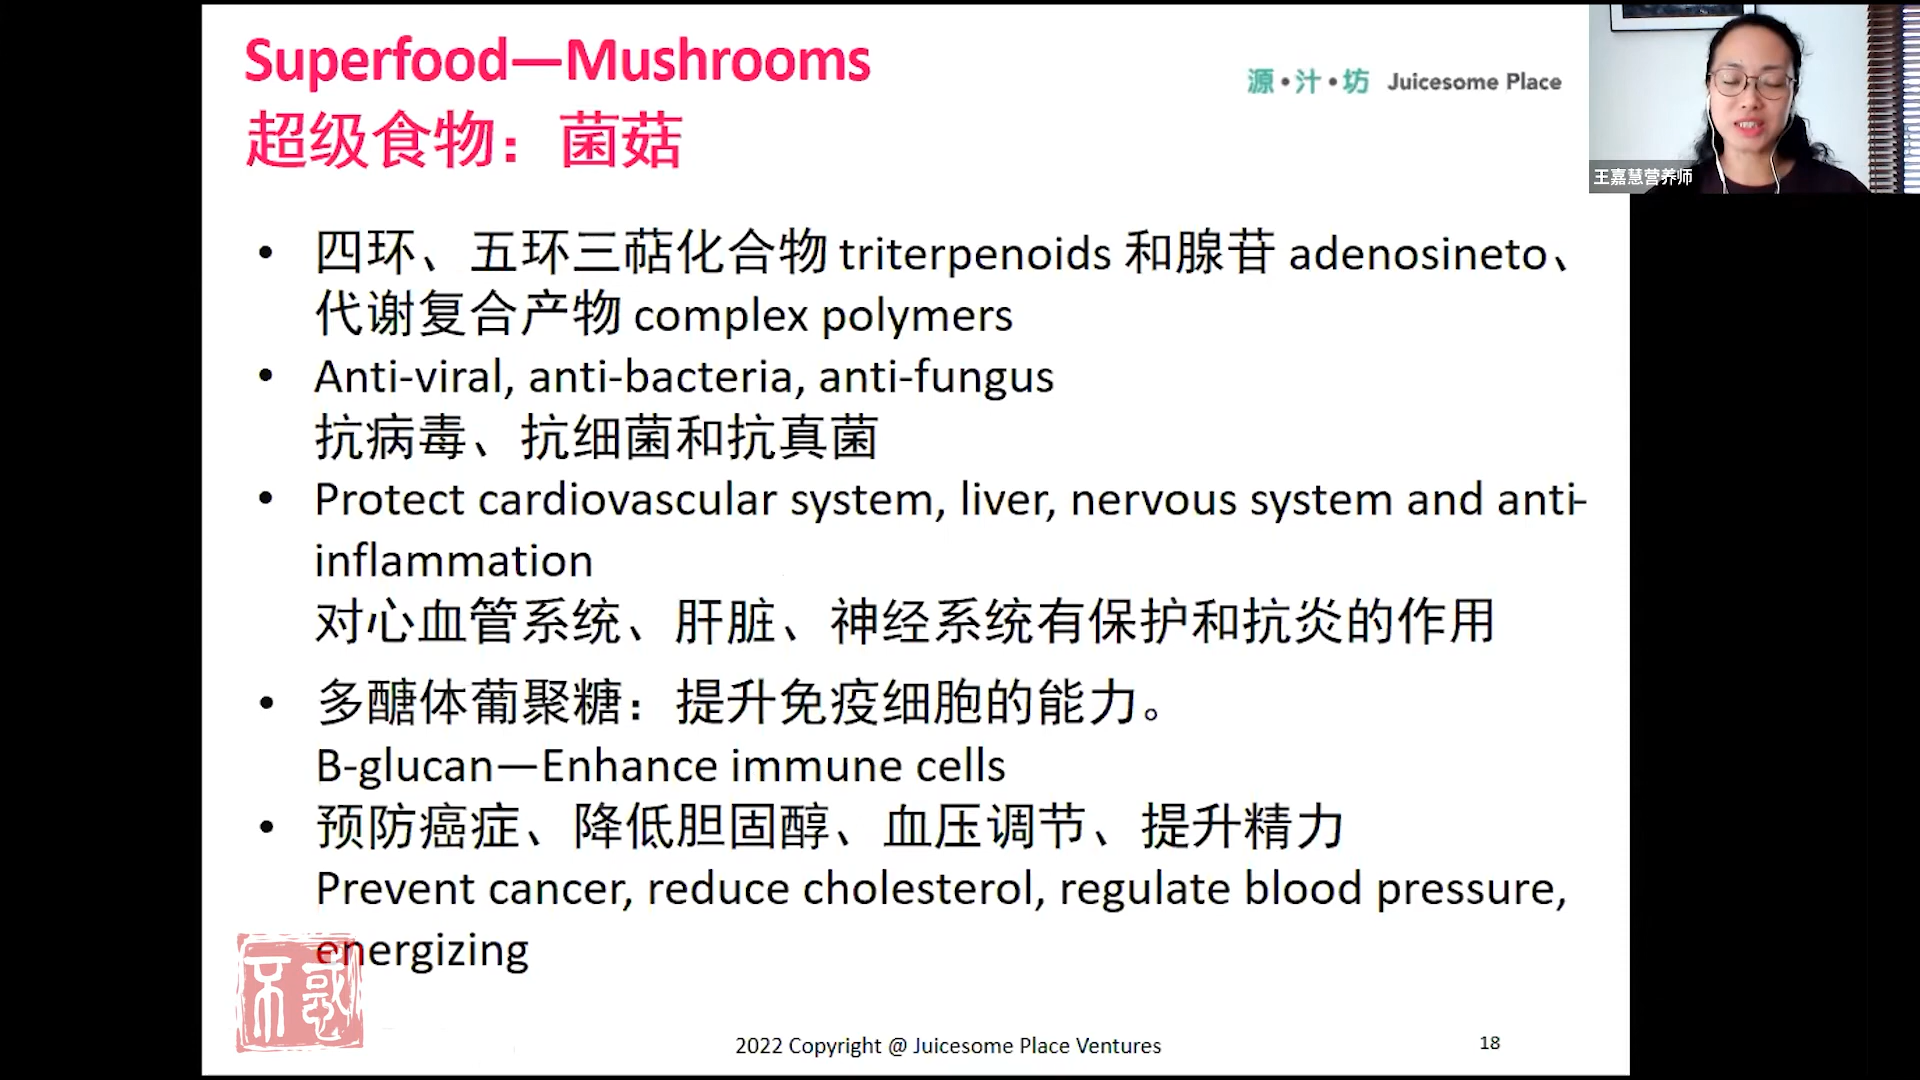 Superfood—Mushrooms
超级食物：菌菇
源•汁•坊 Juicesome Place
王嘉慧营养师
• 四环、五环三萜化合物 triterpenoids 和腺苷 adenosineto、
代谢复合产物 complex polymers
• Anti-viral, anti-bacteria, anti-fungus
抗病毒、抗细菌和抗真菌
• Protect cardiovascular system, liver, nervous system and anti-
inflammation
对心血管系统、肝脏、神经系统有保护和抗炎的作用
• 多醣体葡聚糖：提升免疫细胞的能力。
B-glucan—Enhance immune cells
• 预防癌症、降低胆固醇、血压调节、提升精力
Prevent cancer, reduce cholesterol, regulate blood pressure,
energizing
不惑
2022 Copyright @ Juicesome Place Ventures
18